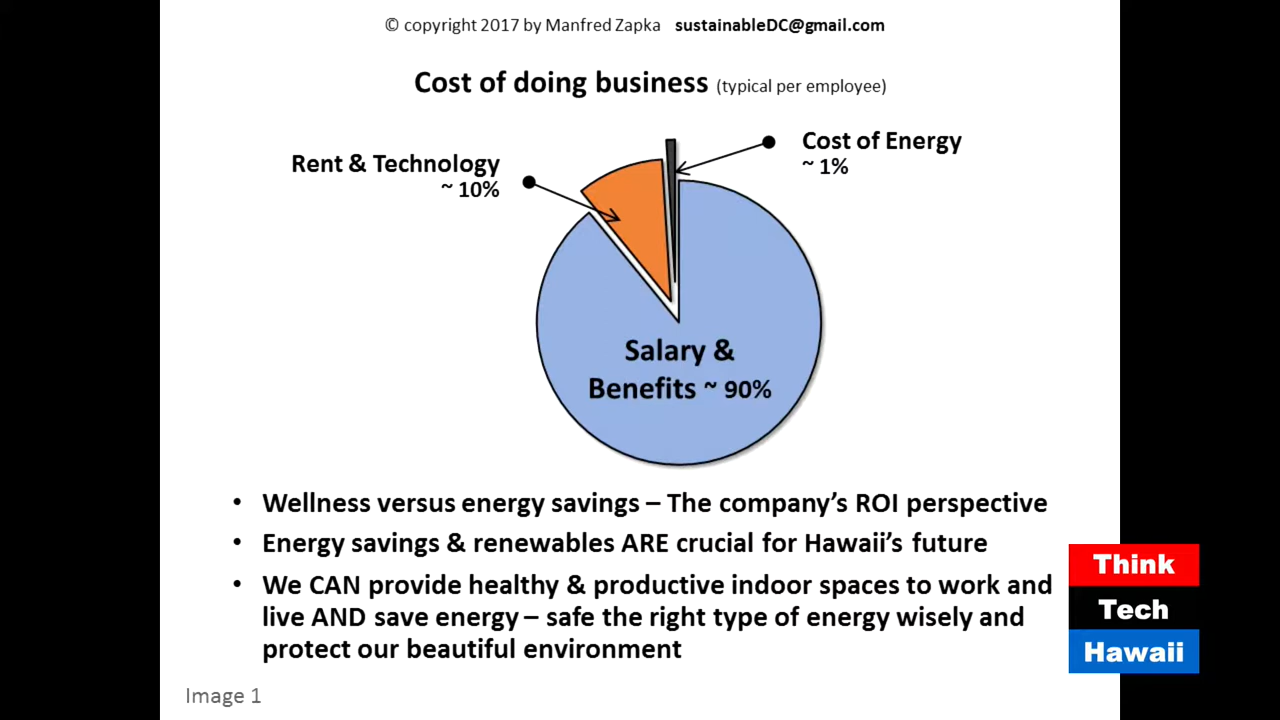 © copyright 2017 by Manfred Zapka sustainableDC@gmail.com
Cost of doing business (typical per employee)
Rent & Technology
~ 10%
Cost of Energy
~ 1%
Salary &
Benefits ~ 90%
• Wellness versus energy savings – The company's ROI perspective
• Energy savings & renewables ARE crucial for Hawaii's future
• We CAN provide healthy & productive indoor spaces to work and
live AND save energy – safe the right type of energy wisely and
protect our beautiful environment
Think
Tech
Hawaii
Image 1